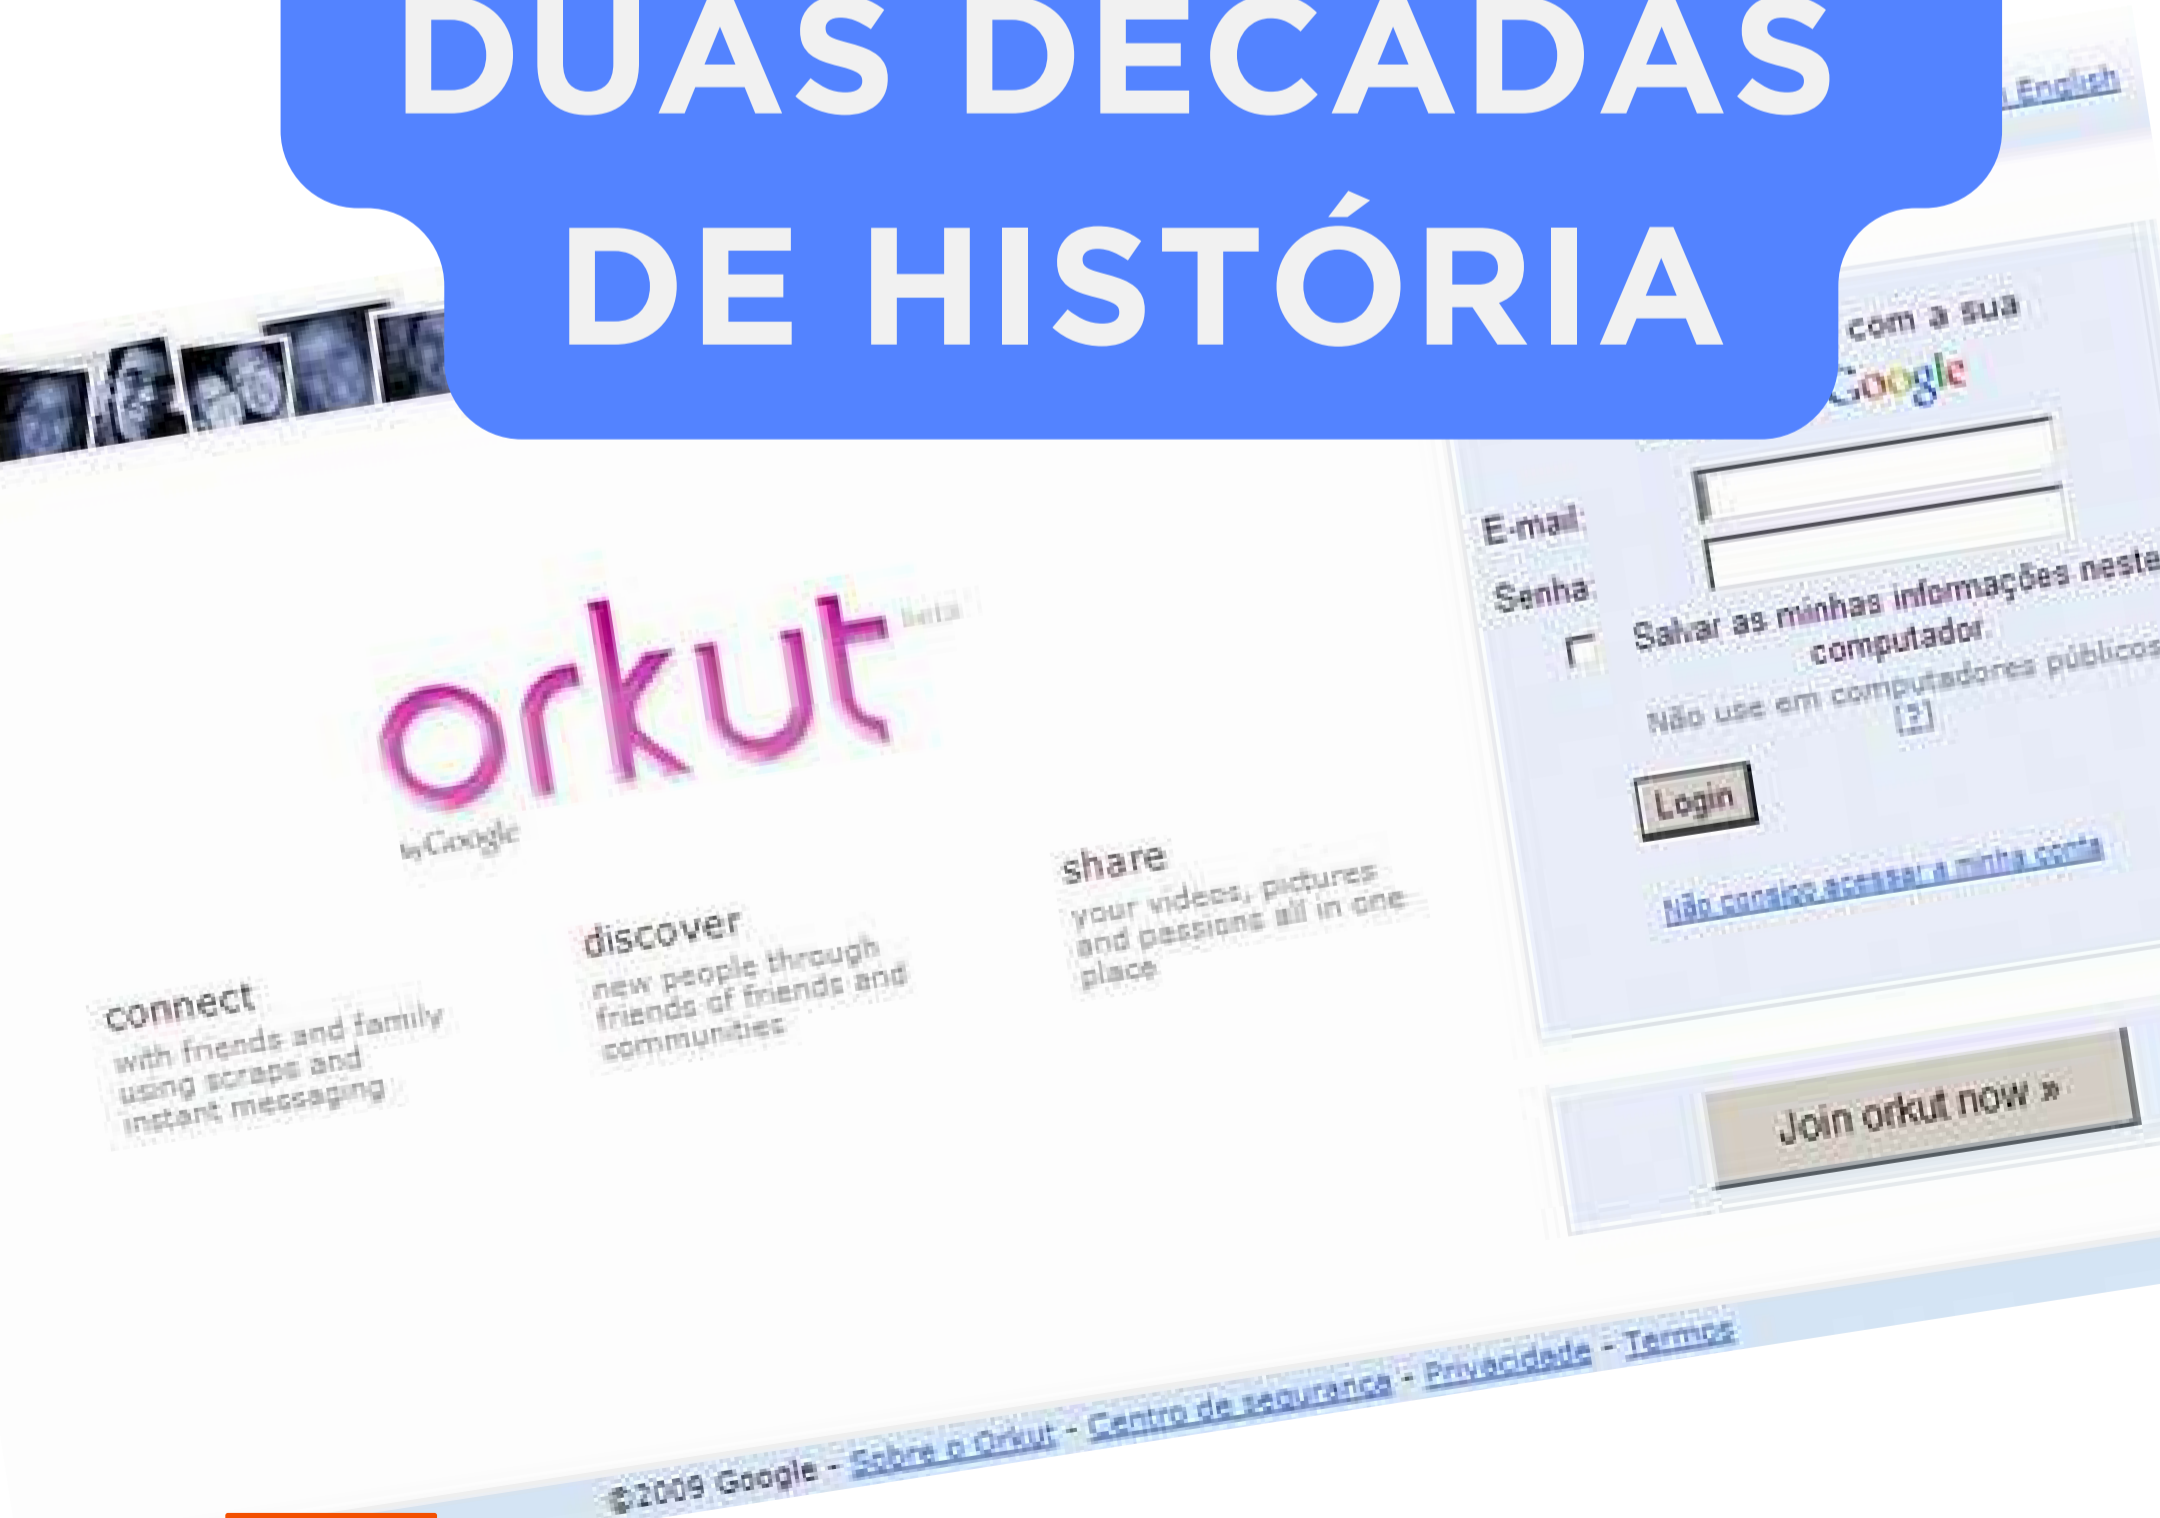 DUAS DECADAS
DE HISTÓRIA
English
com a sua
Google
E-mail:
Senha:
Salvar as minhas informações neste
computador.
Não use em computadores públicos
[?]
Login
Não consigo acessar a minha conta
orkut beta
by Google
connect
with friends and family
using scraps and
instant messaging
discover
new people through
friends of friends and
communities
share
your videos, pictures
and passions all in one
place
Join orkut now »
©2009 Google - Sobre o Orkut - Centro de segurança - Privacidade - Termos